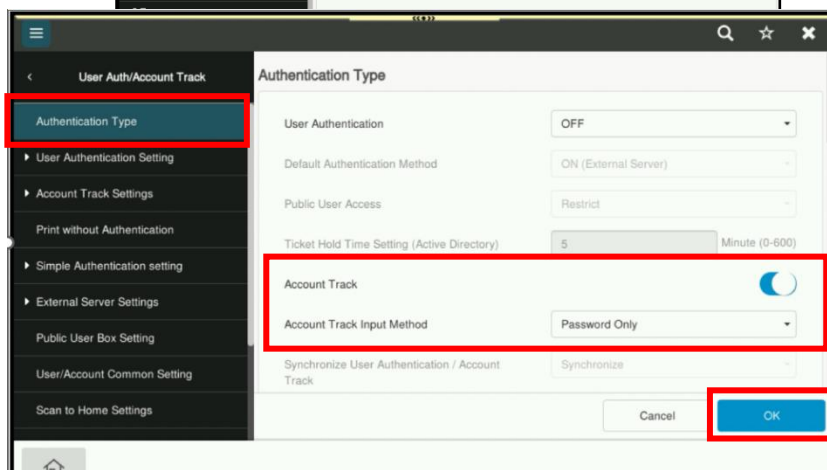 User Auth/Account Track
Authentication Type
User Authentication Setting
Account Track Settings
Print without Authentication
Simple Authentication setting
External Server Settings
Public User Box Setting
User/Account Common Setting
Scan to Home Settings
Authentication Type
User Authentication OFF
Default Authentication Method ON (External Server)
Public User Access Restrict
Ticket Hold Time Setting (Active Directory) 5 Minute (0-600)
Account Track
Account Track Input Method Password Only
Synchronize User Authentication / Account Synchronize
Track
Cancel OK